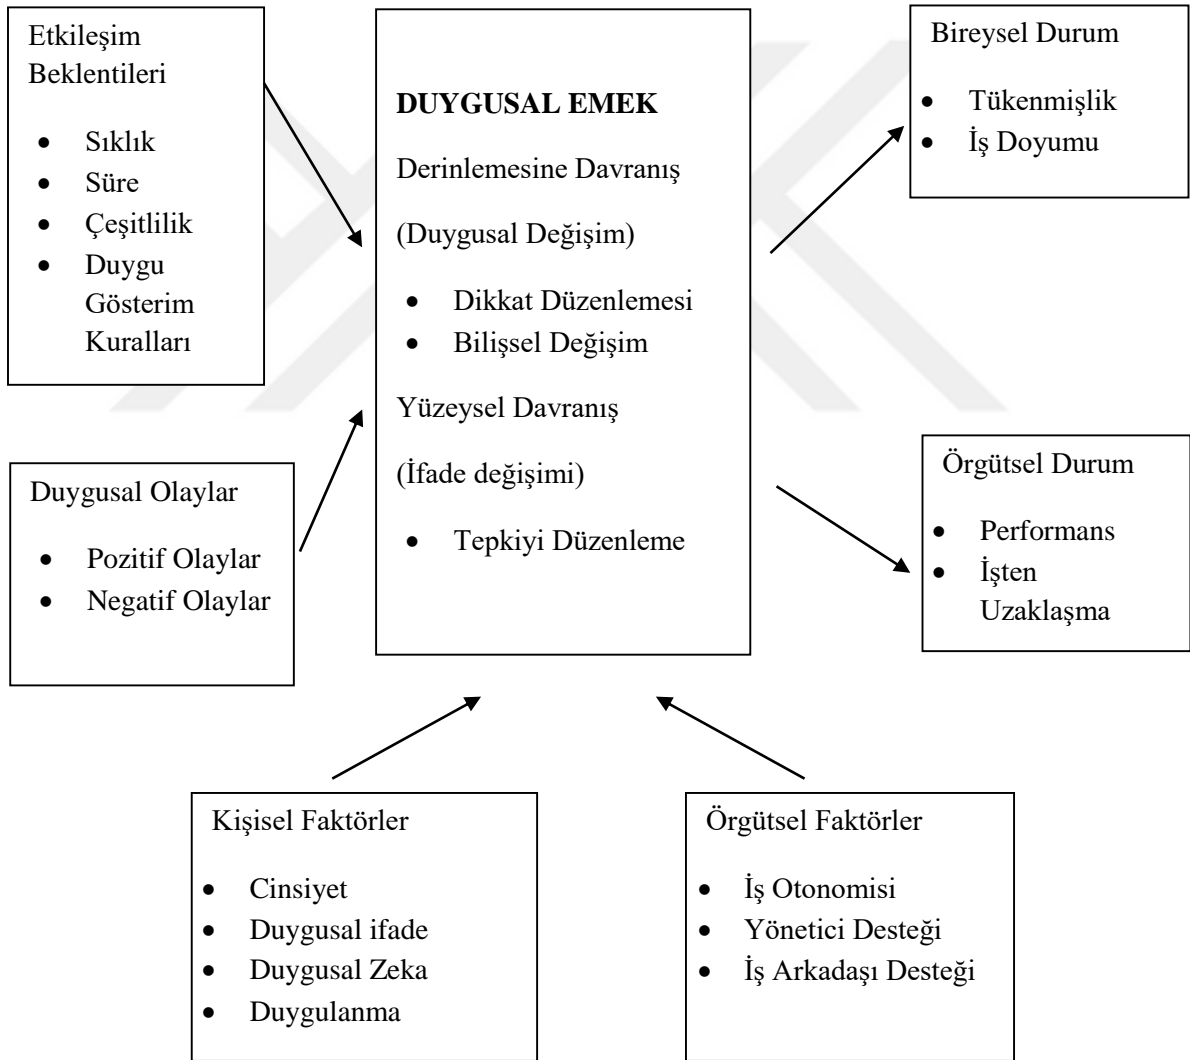 Etkileşim
Beklentileri
• Sıklık
• Süre
• Çeşitlilik
• Duygu
Gösterim
Kuralları
Duygusal Olaylar
• Pozitif Olaylar
• Negatif Olaylar
DUYGUSAL EMEK
Derinlemesine Davranış
(Duygusal Değişim)
• Dikkat Düzenlemesi
• Bilişsel Değişim
Yüzeysel Davranış
(İfade değişimi)
• Tepkiyi Düzenleme
Bireysel Durum
• Tükenmişlik
• İş Doyumu
Örgütsel Durum
• Performans
• İşten
Uzaklaşma
Kişisel Faktörler
• Cinsiyet
• Duygusal ifade
• Duygusal Zeka
• Duygulanma
Örgütsel Faktörler
• İş Otonomisi
• Yönetici Desteği
• İş Arkadaşı Desteği